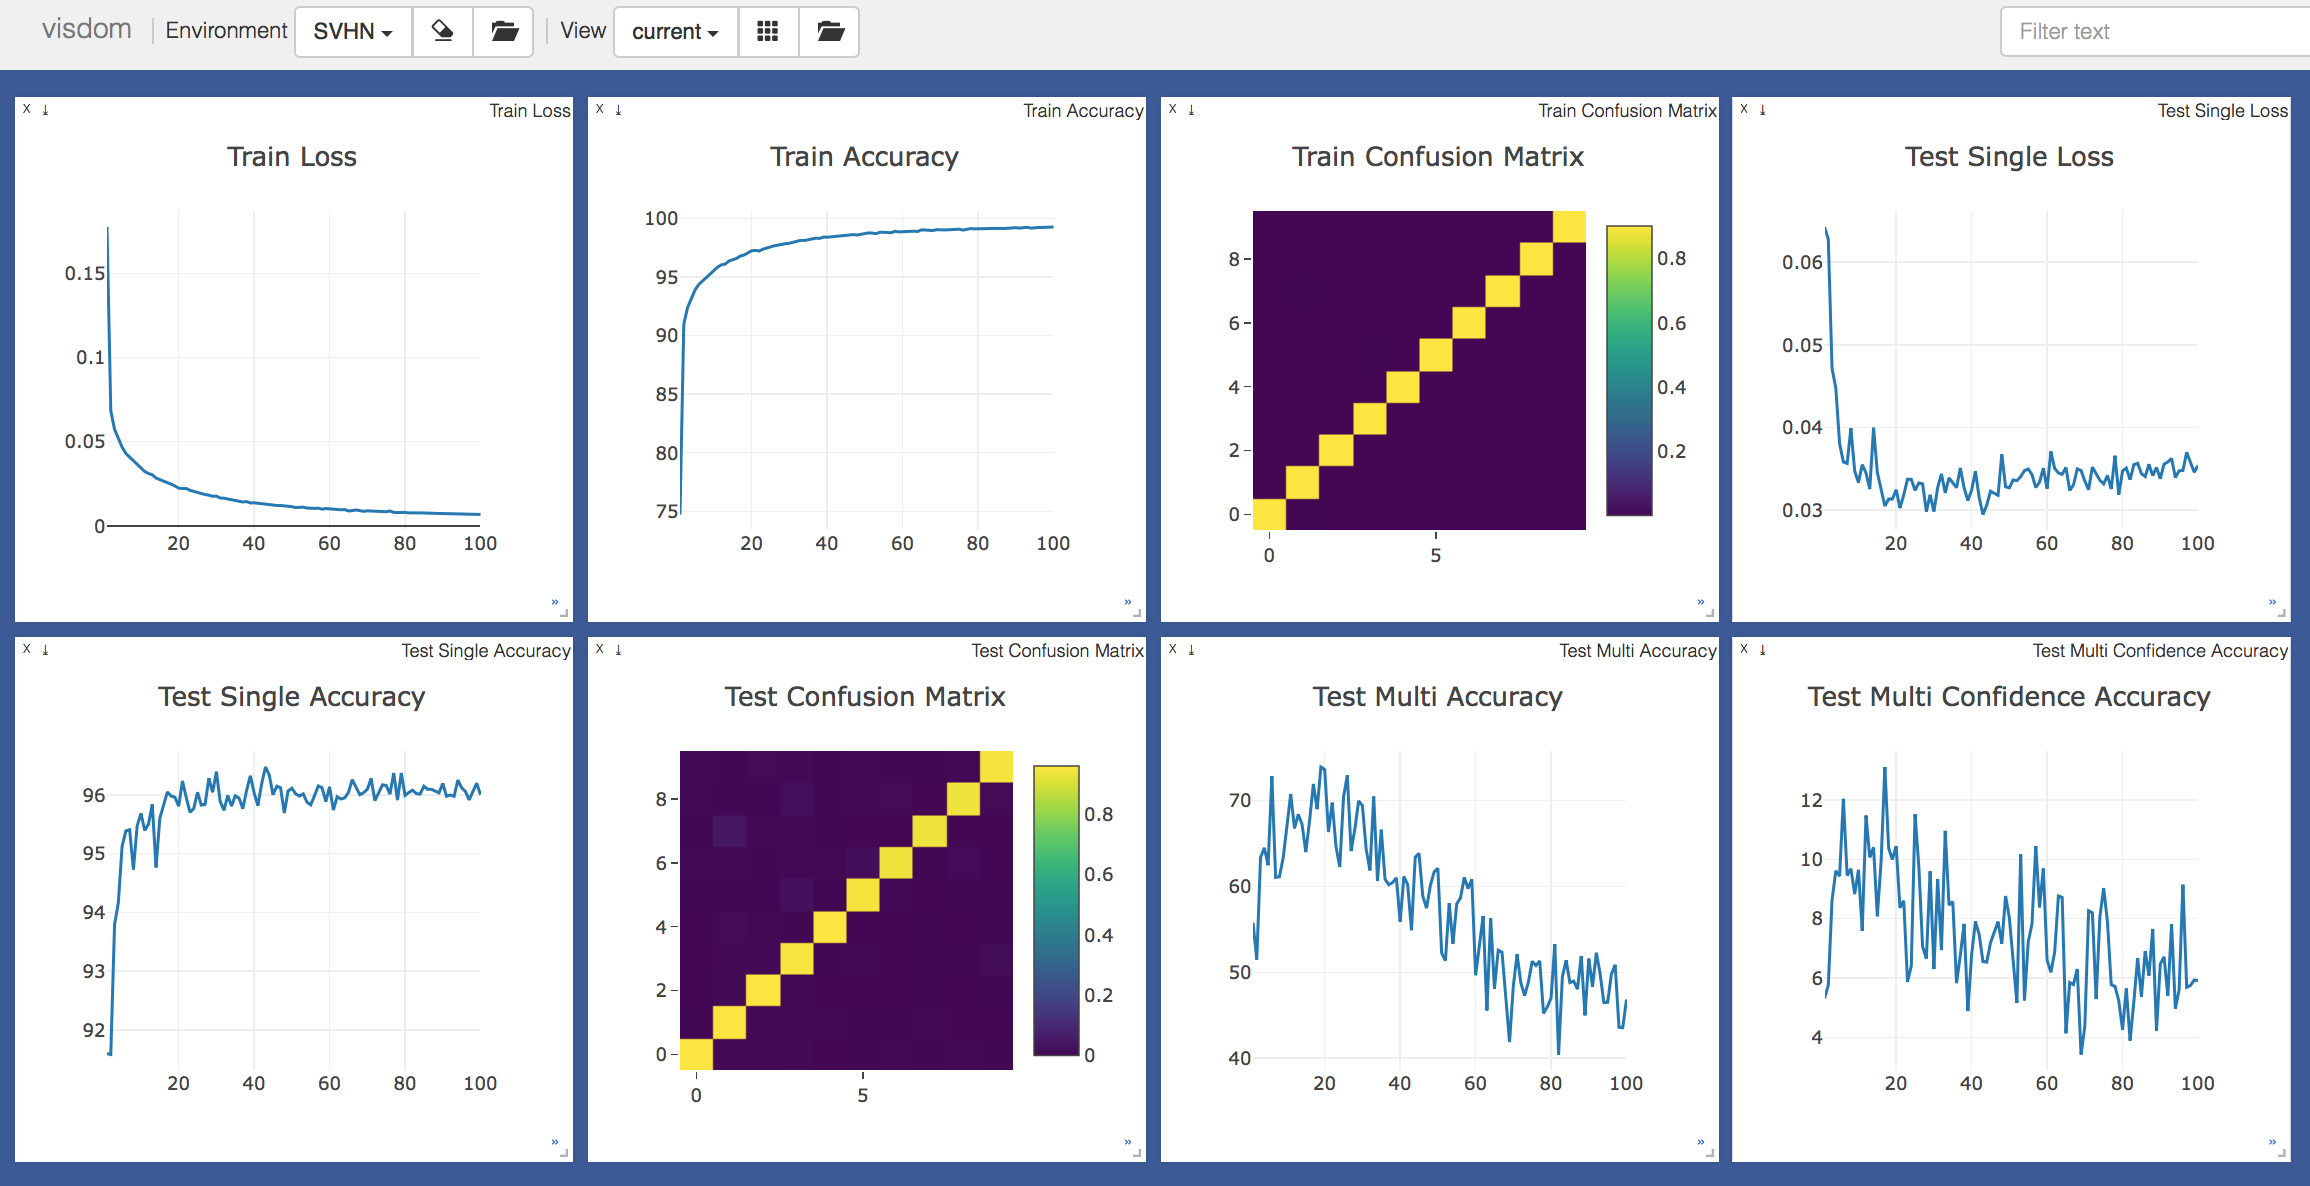 visdom Environment SVHN View current Filter text
X Train Loss
Train Loss
0.15
0.1
0.05
0
20 40 60 80 100
X Train Accuracy
Train Accuracy
100
95
90
85
80
75
20 40 60 80 100
X Train Confusion Matrix
Train Confusion Matrix
8
6
4
2
0
0 5
0.8
0.6
0.4
0.2
X Test Single Loss
Test Single Loss
0.06
0.05
0.04
0.03
20 40 60 80 100
X Test Single Accuracy
Test Single Accuracy
96
95
94
93
92
20 40 60 80 100
X Test Confusion Matrix
Test Confusion Matrix
8
6
4
2
0
0 5
0.8
0.6
0.4
0.2
0
X Test Multi Accuracy
Test Multi Accuracy
70
60
50
40
20 40 60 80 100
X Test Multi Confidence Accuracy
Test Multi Confidence Accuracy
12
10
8
6
4
20 40 60 80 100